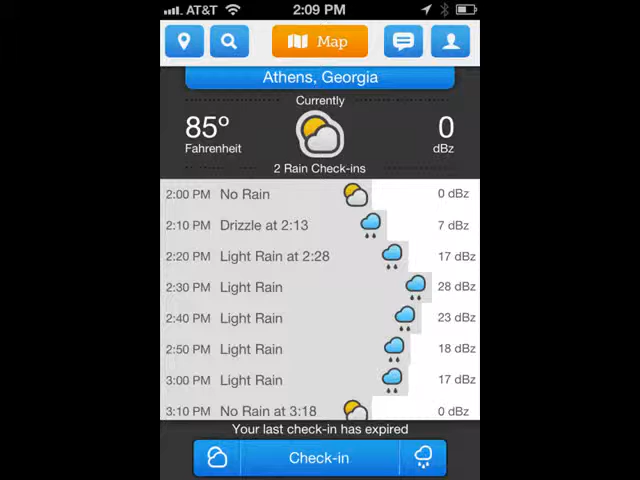 AT&T 2:09 PM
Map
Athens, Georgia
Currently
85° 0
Fahrenheit dBz
2 Rain Check-ins
2:00 PM No Rain 0 dBz
2:10 PM Drizzle at 2:13 7 dBz
2:20 PM Light Rain at 2:28 17 dBz
2:30 PM Light Rain 28 dBz
2:40 PM Light Rain 23 dBz
2:50 PM Light Rain 18 dBz
3:00 PM Light Rain 17 dBz
3:10 PM No Rain at 3:18 0 dBz
Your last check-in has expired
Check-in